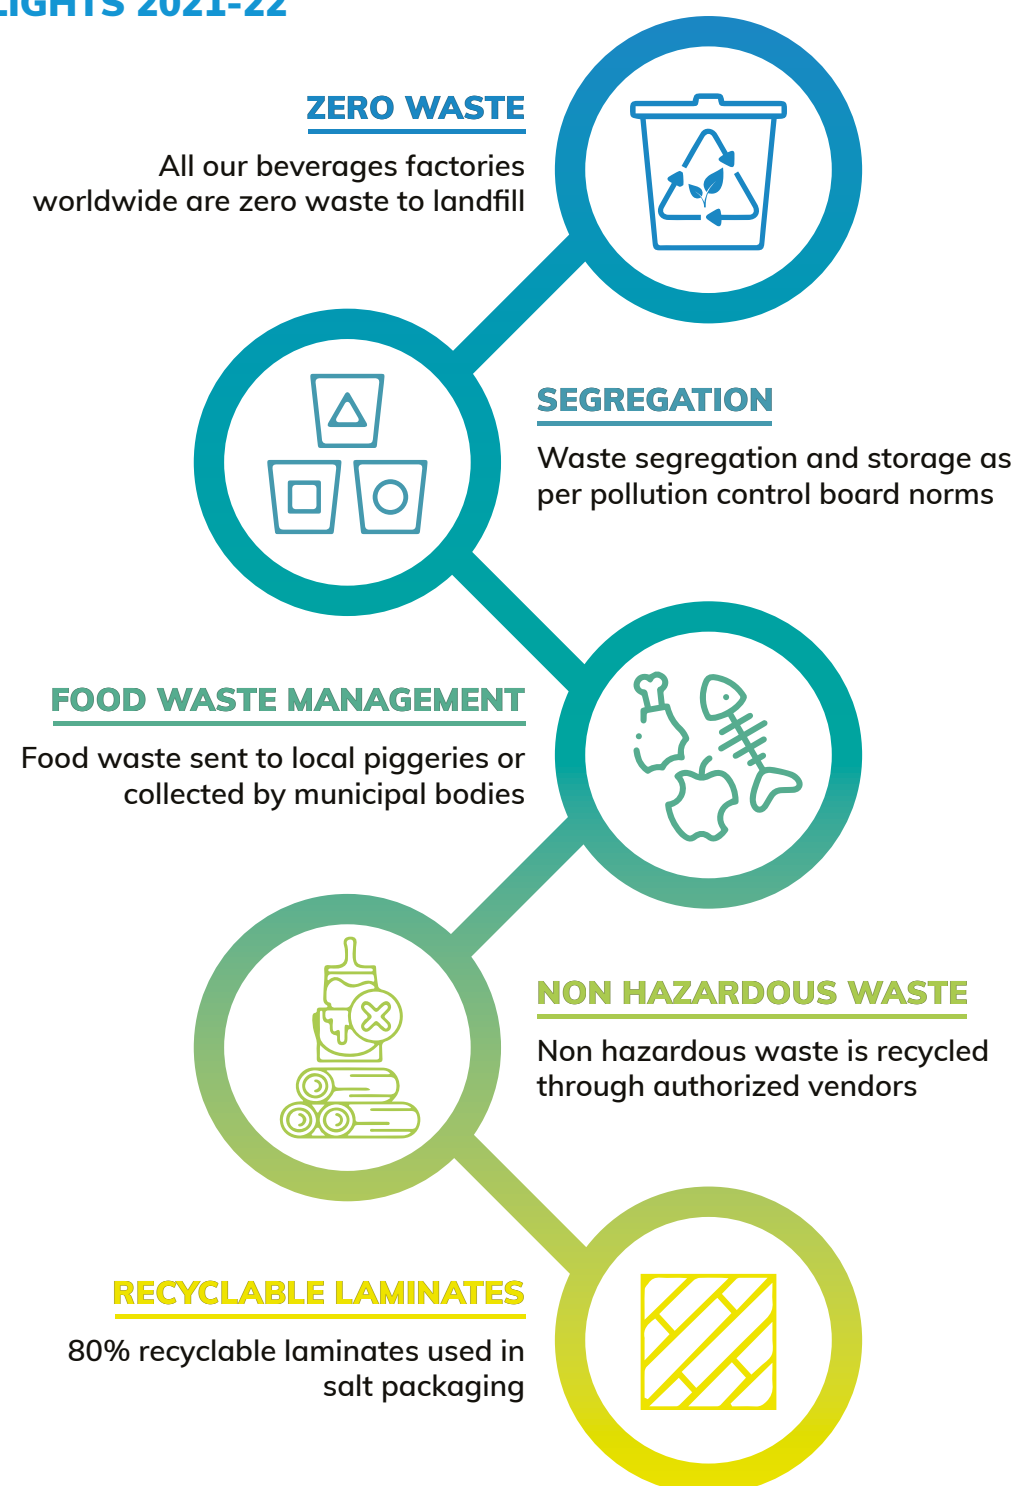 LIGHTS 2021-22
ZERO WASTE
All our beverages factories
worldwide are zero waste to landfill
SEGREGATION
Waste segregation and storage as
per pollution control board norms
FOOD WASTE MANAGEMENT
Food waste sent to local piggeries or
collected by municipal bodies
NON HAZARDOUS WASTE
Non hazardous waste is recycled
through authorized vendors
RECYCLABLE LAMINATES
80% recyclable laminates used in
salt packaging